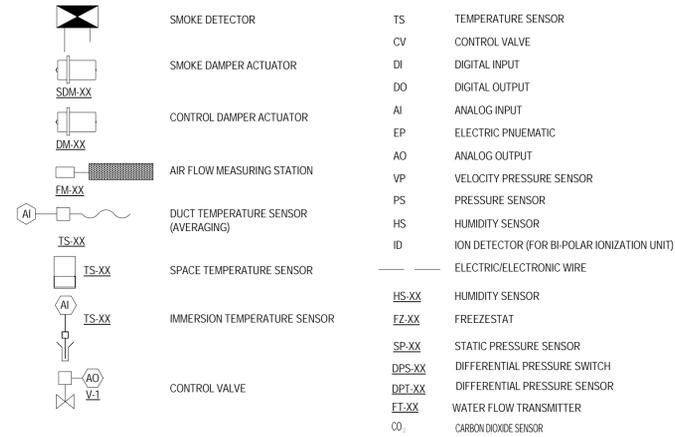 SMOKE DETECTOR
SMOKE DAMPER ACTUATOR
SDM-XX
CONTROL DAMPER ACTUATOR
DM-XX
AIR FLOW MEASURING STATION
FM-XX
AI
DUCT TEMPERATURE SENSOR
(AVERAGING)
TS-XX
TS-XX SPACE TEMPERATURE SENSOR
AI
TS-XX IMMERSION TEMPERATURE SENSOR
AO
V-1
CONTROL VALVE
TS TEMPERATURE SENSOR
CV CONTROL VALVE
DI DIGITAL INPUT
DO DIGITAL OUTPUT
AI ANALOG INPUT
EP ELECTRIC PNUEMATIC
AO ANALOG OUTPUT
VP VELOCITY PRESSURE SENSOR
PS PRESSURE SENSOR
HS HUMIDITY SENSOR
ID ION DETECTOR (FOR BI-POLAR IONIZATION UNIT)
ELECTRIC/ELECTRONIC WIRE
HS-XX HUMIDITY SENSOR
FZ-XX FREEZESTAT
SP-XX STATIC PRESSURE SENSOR
DPS-XX DIFFERENTIAL PRESSURE SWITCH
DPT-XX DIFFERENTIAL PRESSURE SENSOR
FT-XX WATER FLOW TRANSMITTER
CO2 CARBON DIOXIDE SENSOR